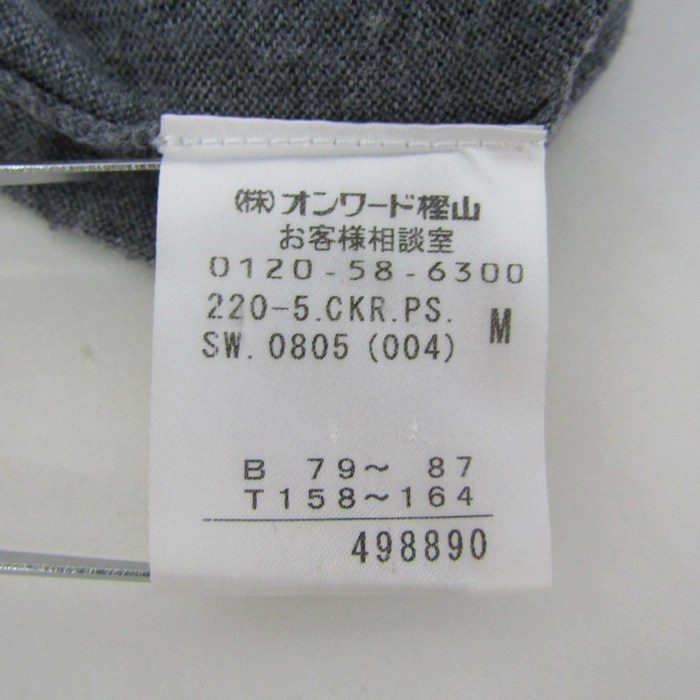 (株)オンワード樫山
お客様相談室
0120-58-6300
220-5.CKR.PS. M
SW. 0805 (004)
B 79～ 87
T158～164
498890